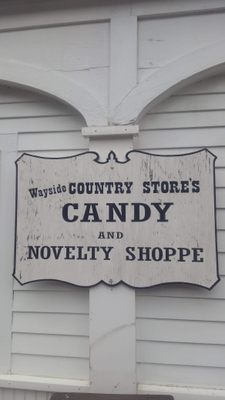 Wayside COUNTRY STORE'S
CANDY
AND
NOVELTY SHOPPE